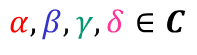 α, β, γ, δ ∈ C